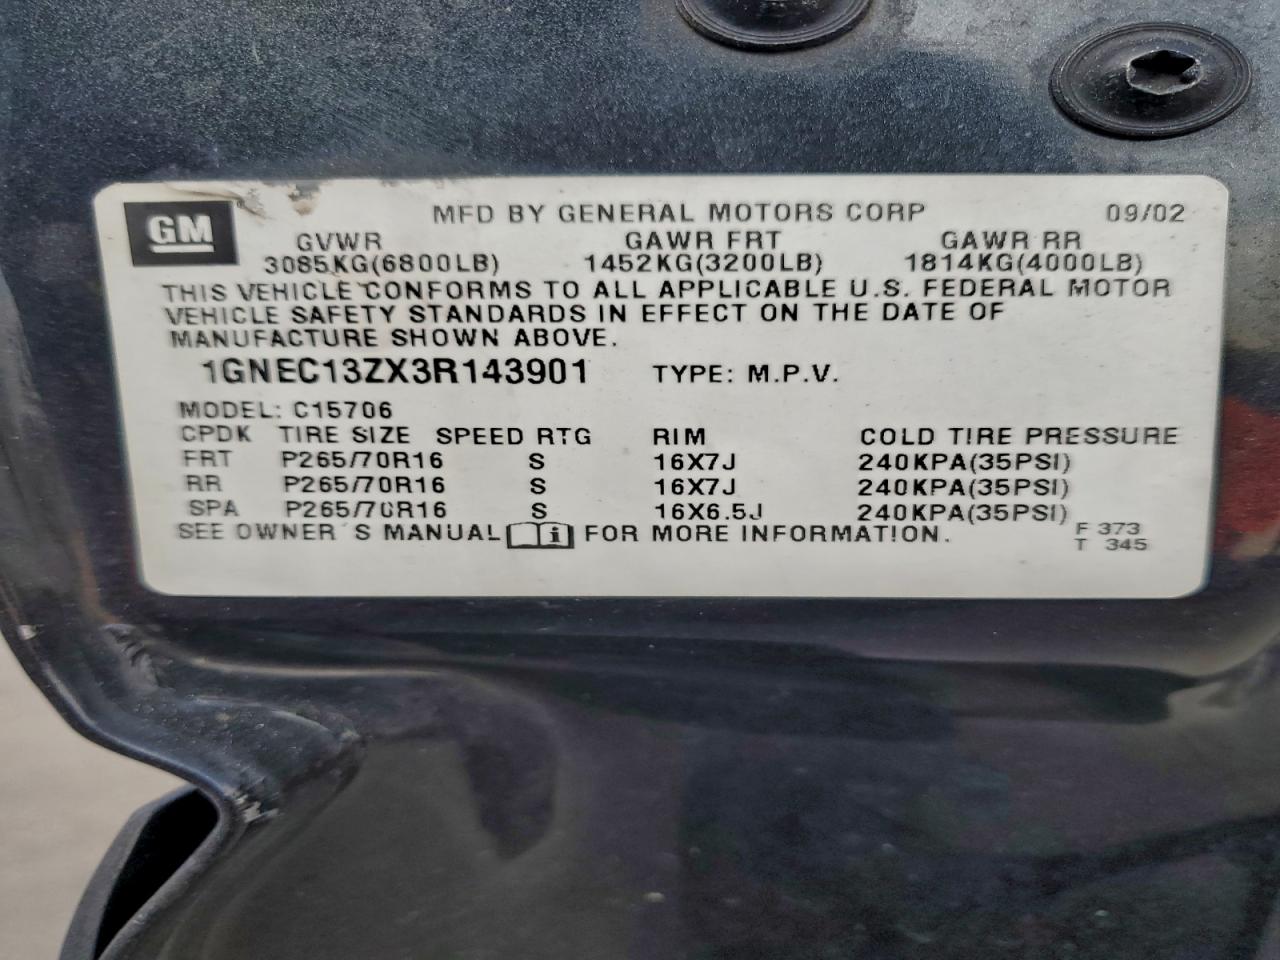 GM MFD BY GENERAL MOTORS CORP 09/02
GVWR GAWR FRT GAWR RR
3085KG(6800LB) 1452KG(3200LB) 1814KG(4000LB)
THIS VEHICLE CONFORMS TO ALL APPLICABLE U.S. FEDERAL MOTOR
VEHICLE SAFETY STANDARDS IN EFFECT ON THE DATE OF
MANUFACTURE SHOWN ABOVE.
1GNEC13ZX3R143901 TYPE: M.P.V.
MODEL: C15706
CPDK TIRE SIZE SPEED RTG RIM COLD TIRE PRESSURE
FRT P265/70R16 S 16X7J 240KPA(35PSI)
RR P265/70R16 S 16X7J 240KPA(35PSI)
SPA P265/70R16 S 16X6.5J 240KPA(35PSI)
SEE OWNER'S MANUAL i FOR MORE INFORMATION. F 373
T 345